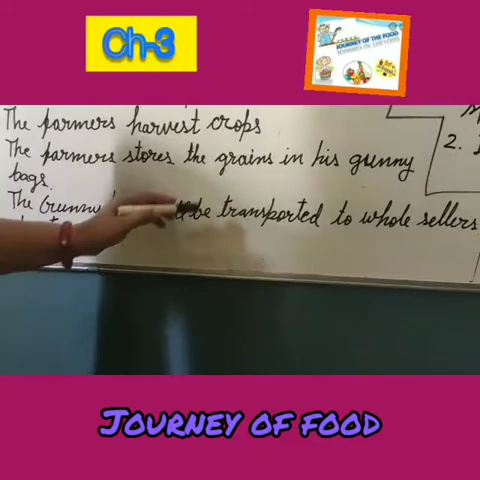 Ch-3
JOURNEY OF THE FOOD
The farmers harvest crops
The farmers stores the grains in his gunny
2.
bags.
The Gunny be transported to whole sellers
JOURNEY OF FOOD